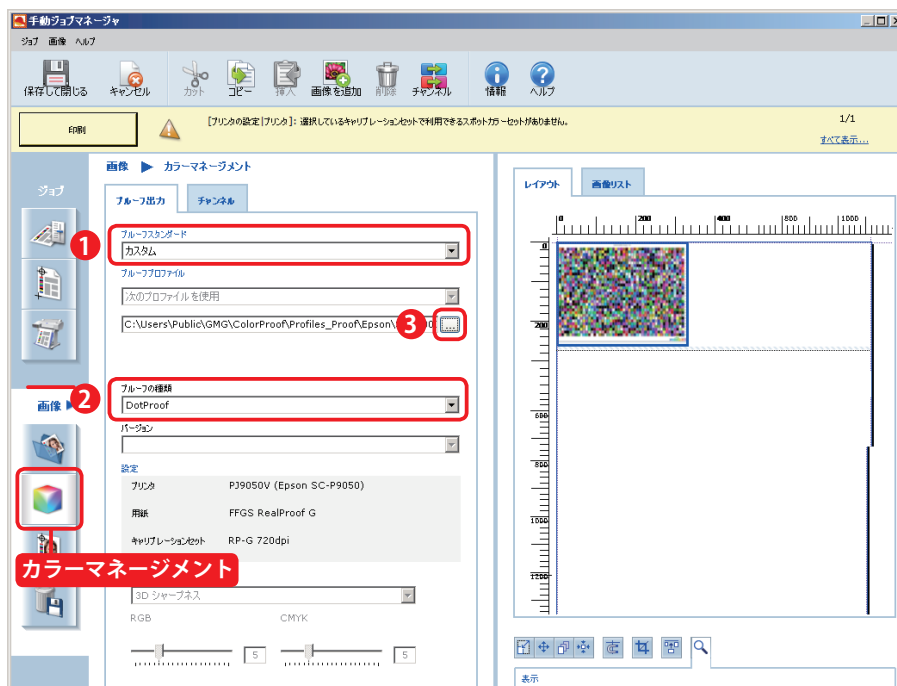 手動ジョブマネージャ
ジョブ 画像 ヘルプ
保存して閉じる キャンセル カット コピー 挿入 画像を追加 削除 チャンネル 情報 ヘルプ
印刷
[プリンタの設定|プリンタ]: 選択しているキャリブレーションセットで利用できるスポットカラーセットがありません。
1/1
すべて表示...
画像 ▶ カラーマネージメント
ジョブ
プルーフ出力 チャンネル
レイアウト 画像リスト
1
プルーフスタンダード
カスタム
プルーフプロファイル
次のプロファイルを使用
C:\Users\Public\GMG\ColorProof\Profiles_Proof\Epson\
3
...
画像 ▶
2
プルーフの種類
DotProof
バージョン
設定
プリンタ PJ9050V (Epson SC-P9050)
用紙 FFGS RealProof G
キャリブレーションセット RP-G 720dpi
カラーマネージメント
3D シャープネス
RGB CMYK
5 5
0 200 400 800 1000
0
200
600
800
1000
1200
表示